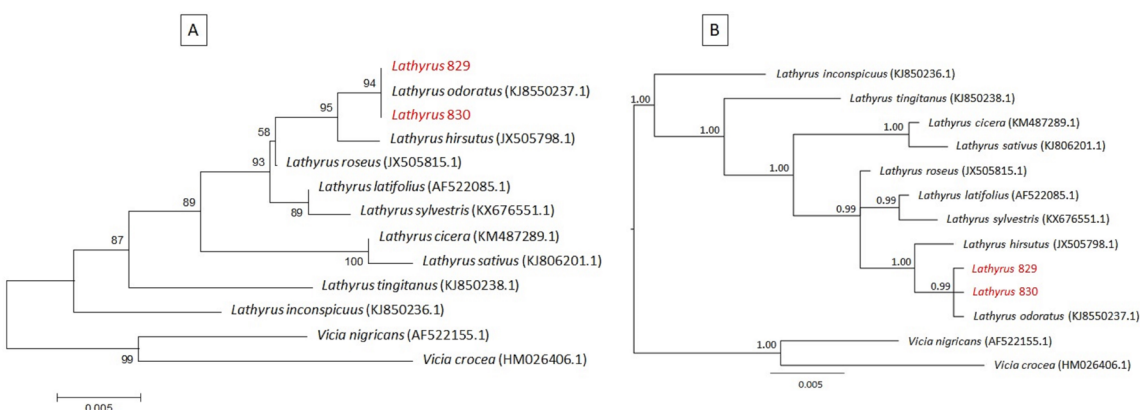 A
Lathyrus 829
94
Lathyrus odoratus (KJ8550237.1)
95
Lathyrus 830
58
Lathyrus hirsutus (JX505798.1)
93
Lathyrus roseus (JX505815.1)
Lathyrus latifolius (AF522085.1)
89
89
Lathyrus sylvestris (KX676551.1)
87
Lathyrus cicera (KM487289.1)
100
Lathyrus sativus (KJ806201.1)
Lathyrus tingitanus (KJ850238.1)
Lathyrus inconspicuus (KJ850236.1)
Vicia nigricans (AF522155.1)
99
Vicia crocea (HM026406.1)
0.005
B
Lathyrus inconspicuus (KJ850236.1)
1.00
Lathyrus tingitanus (KJ850238.1)
1.00
Lathyrus cicera (KM487289.1)
1.00
Lathyrus sativus (KJ806201.1)
1.00
Lathyrus roseus (JX505815.1)
Lathyrus latifolius (AF522085.1)
0.99
0.99
Lathyrus sylvestris (KX676551.1)
Lathyrus hirsutus (JX505798.1)
1.00
Lathyrus 829
0.99
Lathyrus 830
Lathyrus odoratus (KJ8550237.1)
Vicia nigricans (AF522155.1)
1.00
Vicia crocea (HM026406.1)
0.005